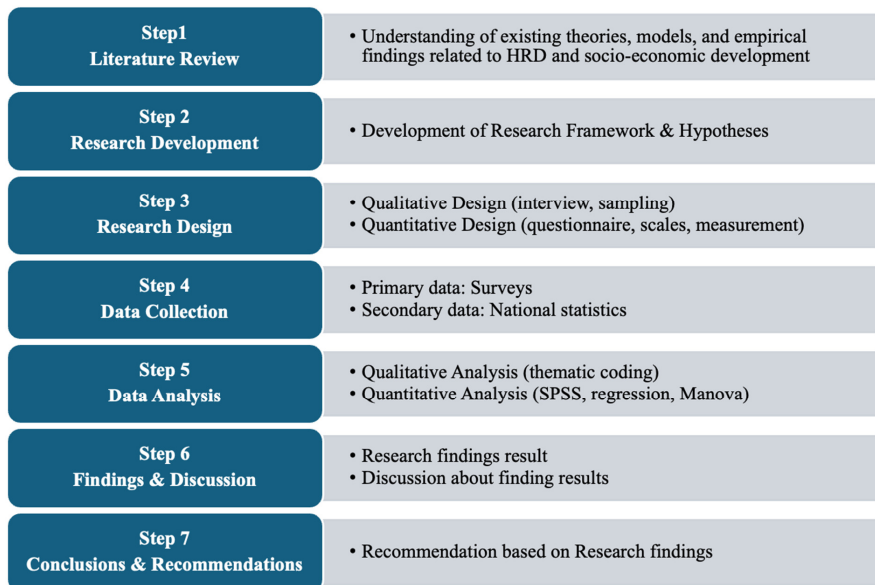 Step1
Literature Review
• Understanding of existing theories, models, and empirical
findings related to HRD and socio-economic development
Step 2
Research Development
• Development of Research Framework & Hypotheses
Step 3
Research Design
• Qualitative Design (interview, sampling)
• Quantitative Design (questionnaire, scales, measurement)
Step 4
Data Collection
• Primary data: Surveys
• Secondary data: National statistics
Step 5
Data Analysis
• Qualitative Analysis (thematic coding)
• Quantitative Analysis (SPSS, regression, Manova)
Step 6
Findings & Discussion
• Research findings result
• Discussion about finding results
Step 7
Conclusions & Recommendations
• Recommendation based on Research findings